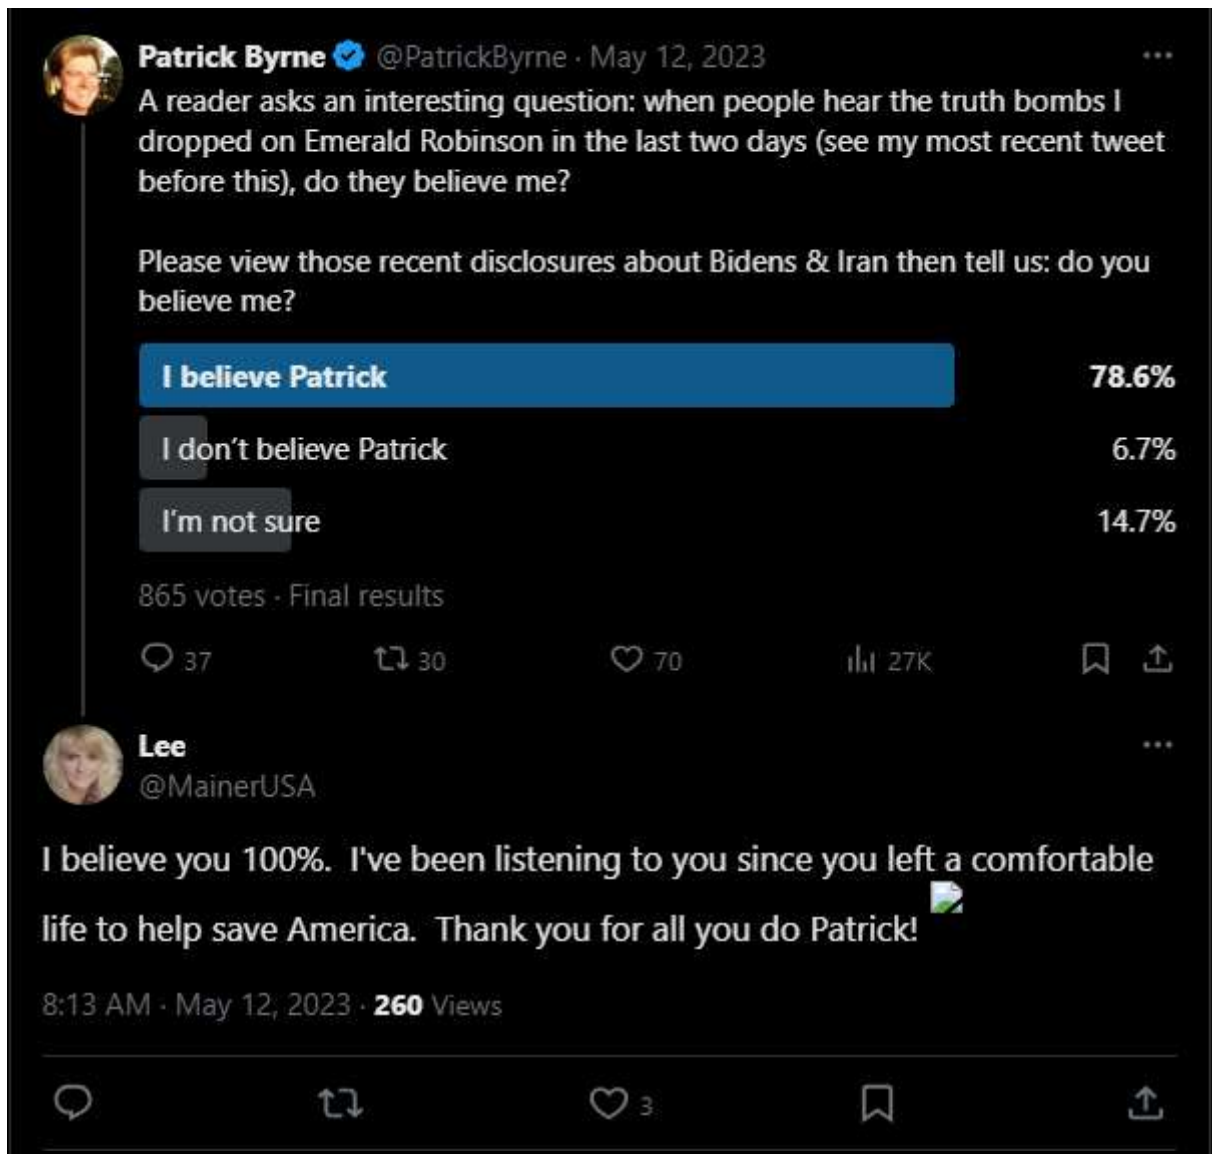 Patrick Byrne @PatrickByrne · May 12, 2023
A reader asks an interesting question: when people hear the truth bombs I
dropped on Emerald Robinson in the last two days (see my most recent tweet
before this), do they believe me?
Please view those recent disclosures about Bidens & Iran then tell us: do you
believe me?
I believe Patrick 78.6%
I don’t believe Patrick 6.7%
I’m not sure 14.7%
865 votes · Final results
37 30 70 27K
Lee
@MainerUSA
I believe you 100%.  I've been listening to you since you left a comfortable
life to help save America.  Thank you for all you do Patrick!
8:13 AM · May 12, 2023 · 260 Views
3